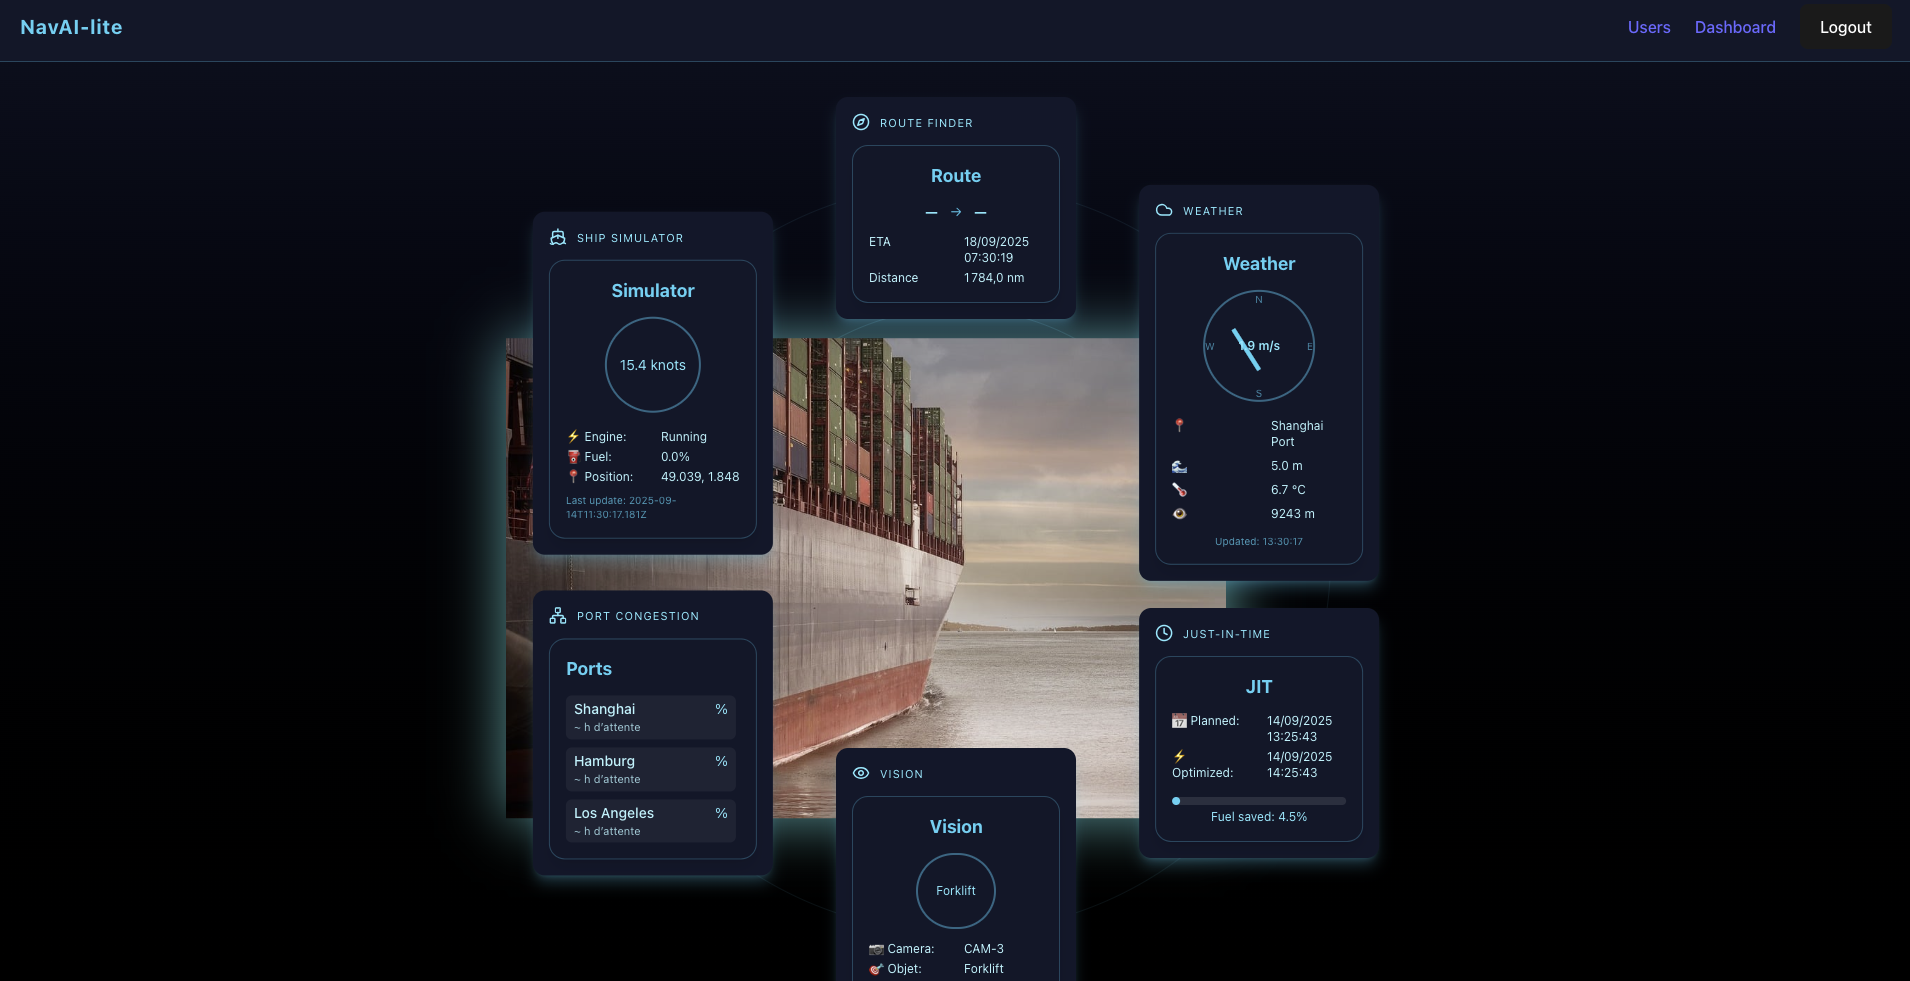 NavAI-lite
Users
Dashboard
Logout
ROUTE FINDER
Route
— → —
ETA 18/09/2025
07:30:19
Distance 1 784,0 nm
SHIP SIMULATOR
Simulator
15.4 knots
Engine: Running
Fuel: 0.0%
Position: 49.039, 1.848
Last update: 2025-09-
14T11:30:17.181Z
WEATHER
Weather
N
W
E
S
9 m/s
Shanghai
Port
5.0 m
6.7 °C
9243 m
Updated: 13:30:17
PORT CONGESTION
Ports
Shanghai %
~ h d’attente
Hamburg %
~ h d’attente
Los Angeles %
~ h d’attente
VISION
Vision
Forklift
Camera: CAM-3
Objet: Forklift
JUST-IN-TIME
JIT
Planned: 14/09/2025
13:25:43
14/09/2025
Optimized: 14:25:43
Fuel saved: 4.5%